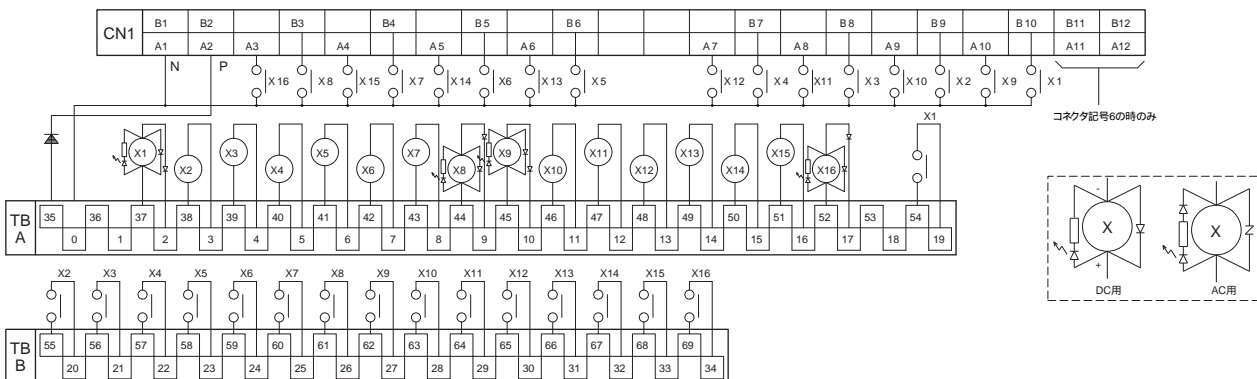 CN1 B1 B2 B3 B4 B5 B6 B7 B8 B9 B10 B11 B12
A1 A2 A3 A4 A5 A6 A7 A8 A9 A10 A11 A12
N P X16 X8 X15 X7 X14 X6 X13 X5 X12 X4 X11 X3 X10 X2 X9 X1
コネクタ記号6の時のみ
X1
X1 X2 X3 X4 X5 X6 X7 X8 X9 X10 X11 X12 X13 X14 X15 X16
TB A
35 36 37 38 39 40 41 42 43 44 45 46 47 48 49 50 51 52 53 54
0 1 2 3 4 5 6 7 8 9 10 11 12 13 14 15 16 17 18 19
- X + DC用
X AC用
X2 X3 X4 X5 X6 X7 X8 X9 X10 X11 X12 X13 X14 X15 X16
TB B
55 56 57 58 59 60 61 62 63 64 65 66 67 68 69
20 21 22 23 24 25 26 27 28 29 30 31 32 33 34